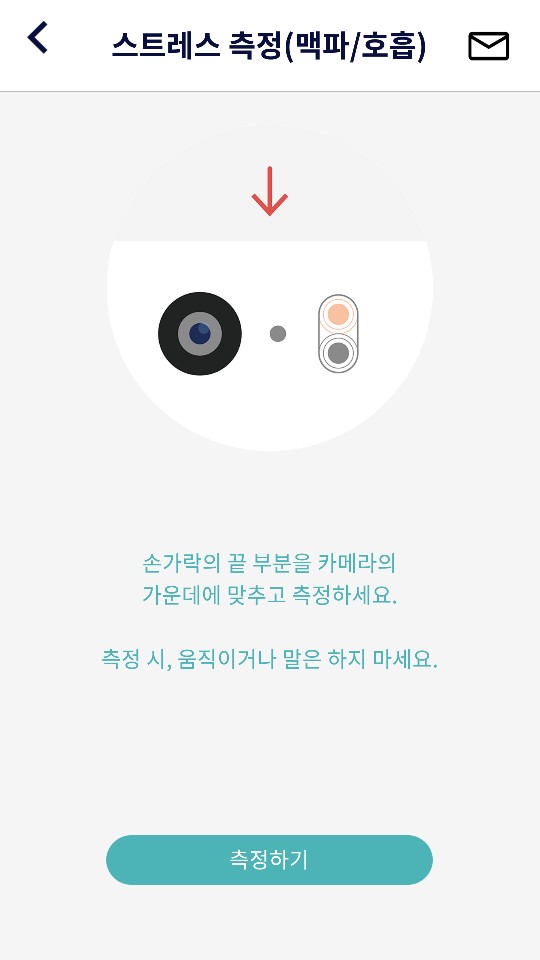 스트레스 측정(맥파/호흡)
손가락의 끝 부분을 카메라의
가운데에 맞추고 측정하세요.
측정 시, 움직이거나 말은 하지 마세요.
측정하기